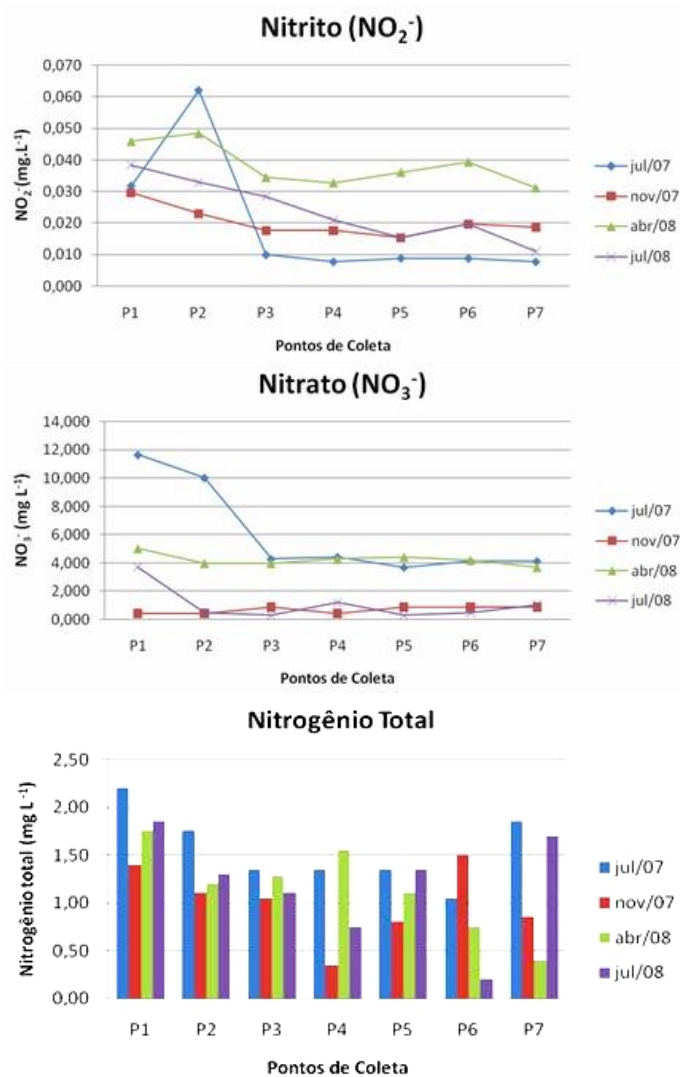 Nitrito (NO₂⁻)
0,070
0,060
0,050
0,040
0,030
0,020
0,010
0,000
NO₂⁻ (mg.L⁻¹)
P1 P2 P3 P4 P5 P6 P7
Pontos de Coleta
jul/07
nov/07
abr/08
jul/08
Nitrato (NO₃⁻)
14,000
12,000
10,000
8,000
6,000
4,000
2,000
0,000
NO₃⁻ (mg L⁻¹)
P1 P2 P3 P4 P5 P6 P7
Pontos de Coleta
jul/07
nov/07
abr/08
jul/08
Nitrogênio Total
2,50
2,00
1,50
1,00
0,50
0,00
Nitrogênio total (mg L⁻¹)
P1 P2 P3 P4 P5 P6 P7
Pontos de Coleta
jul/07
nov/07
abr/08
jul/08